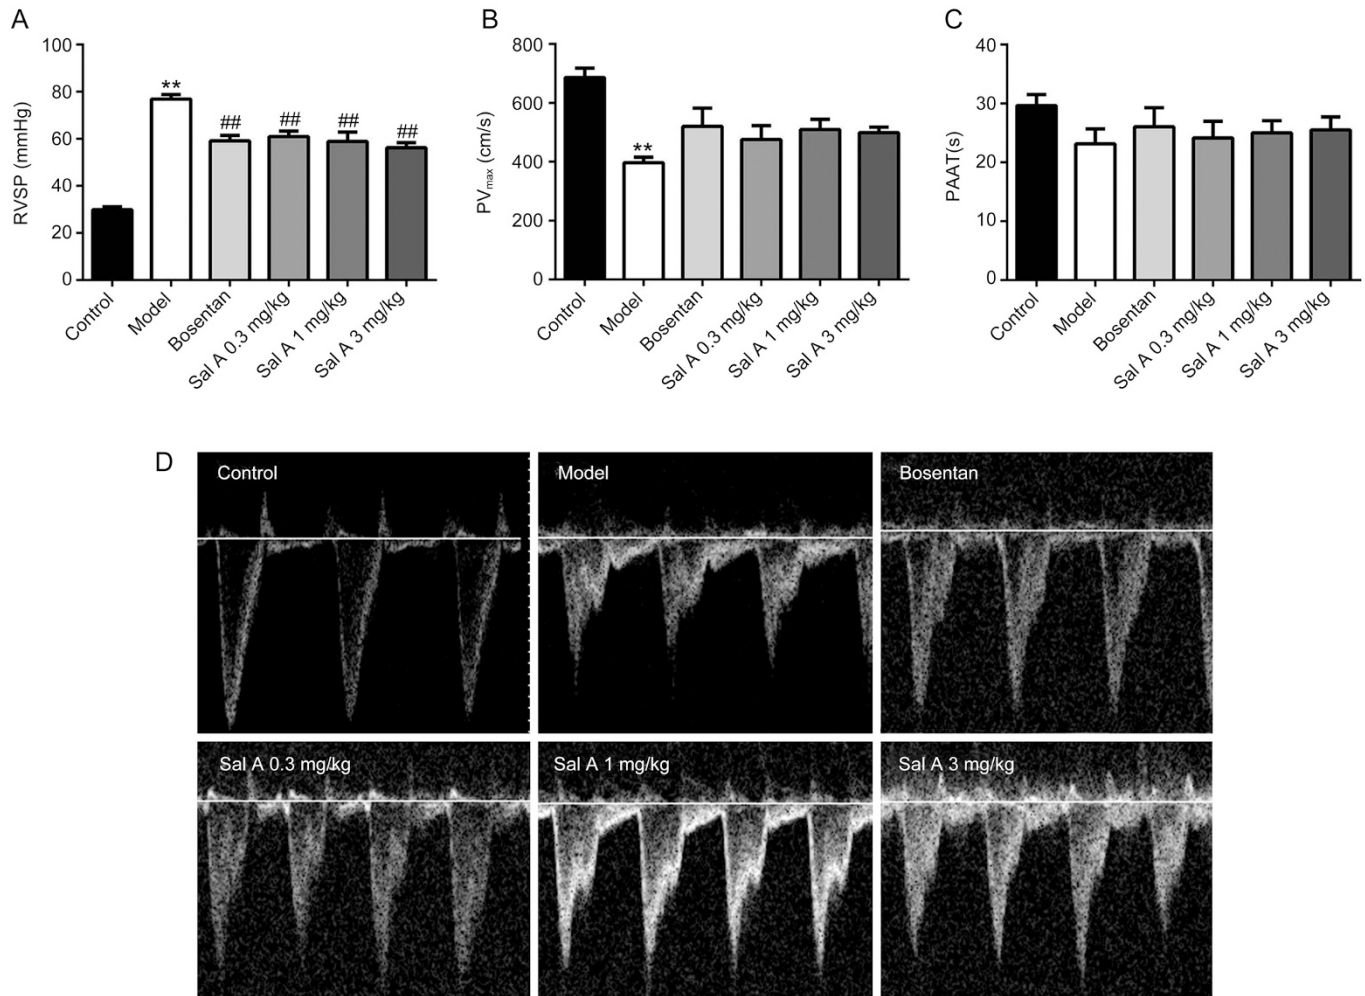 A
RVSP (mmHg)
100
80
60
40
20
0
**
##
##
##
##
Control
Model
Bosentan
Sal A 0.3 mg/kg
Sal A 1 mg/kg
Sal A 3 mg/kg
B
PVmax (cm/s)
800
600
400
200
0
**
Control
Model
Bosentan
Sal A 0.3 mg/kg
Sal A 1 mg/kg
Sal A 3 mg/kg
C
PAAT(s)
40
30
20
10
0
Control
Model
Bosentan
Sal A 0.3 mg/kg
Sal A 1 mg/kg
Sal A 3 mg/kg
D
Control
Model
Bosentan
Sal A 0.3 mg/kg
Sal A 1 mg/kg
Sal A 3 mg/kg